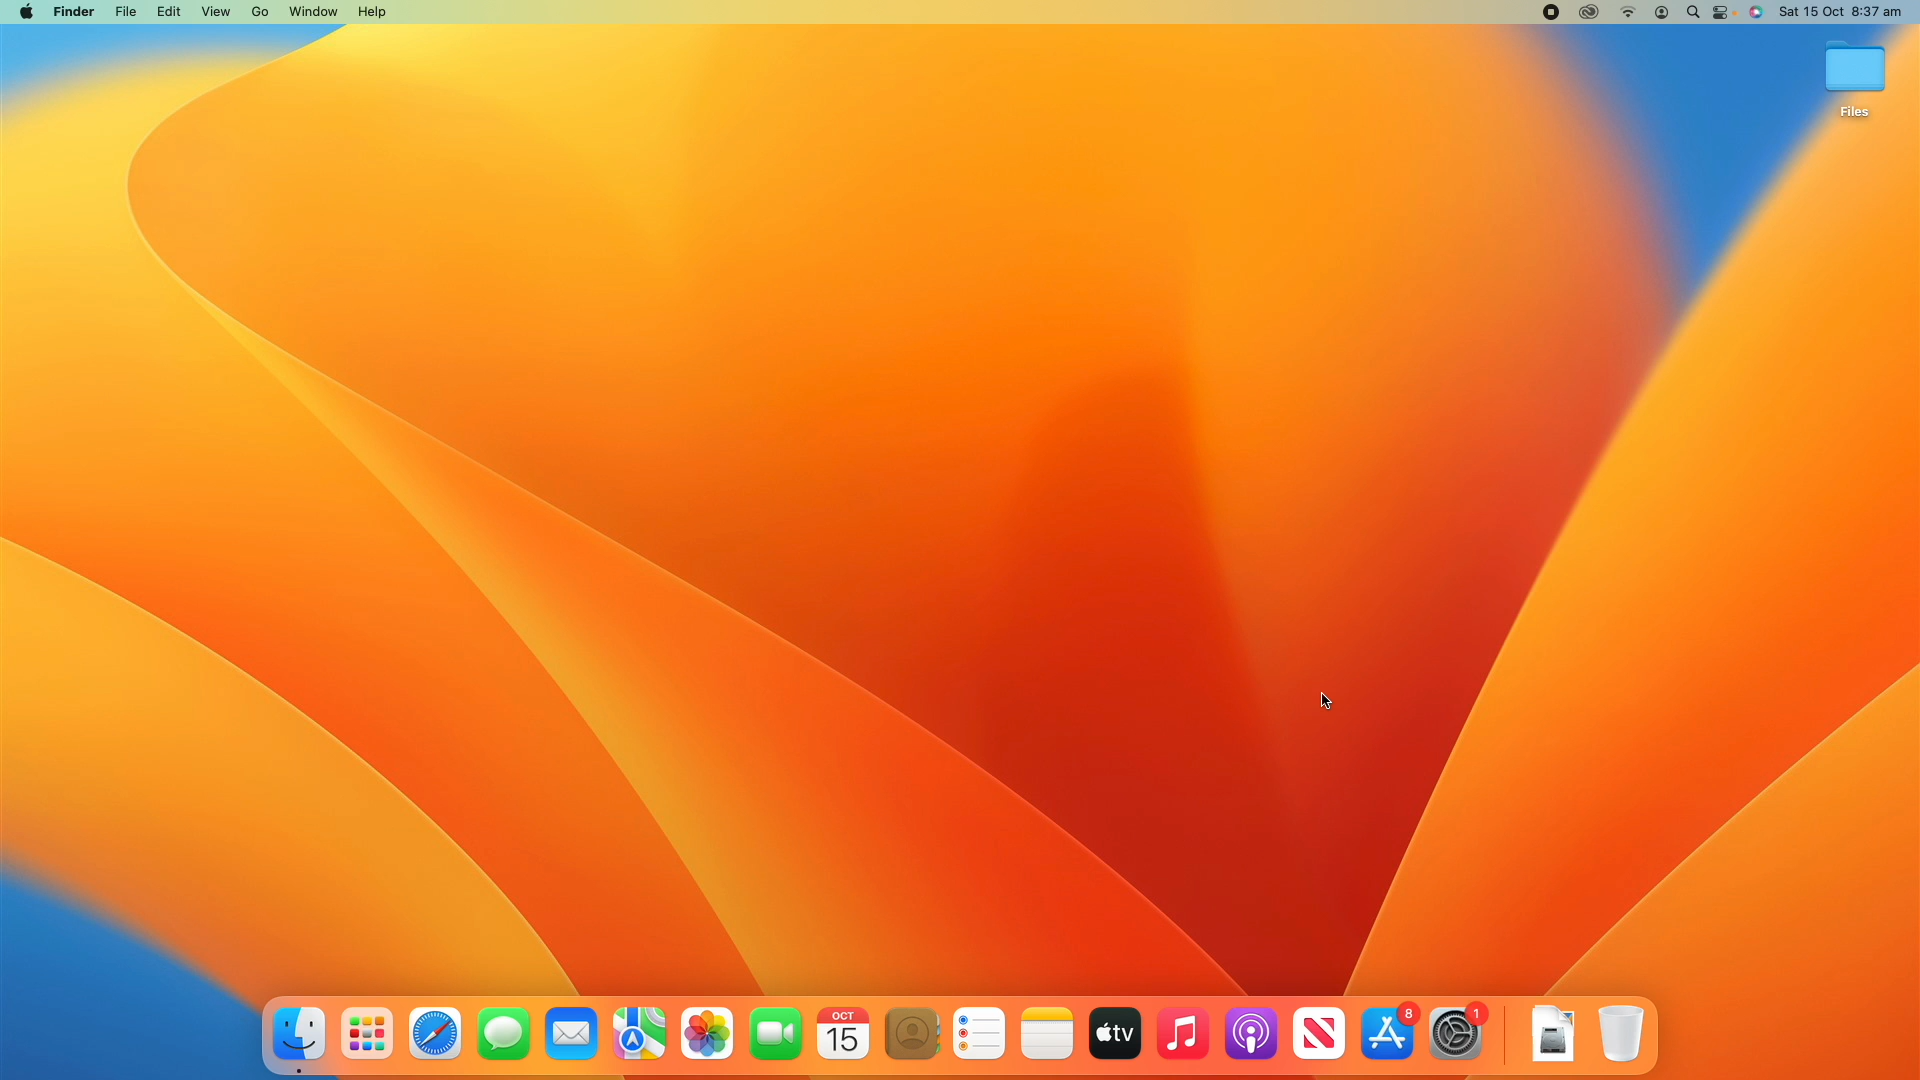 Finder File Edit View Go Window Help Sat 15 Oct 8:37 am
Files
OCT
15
tv
8
1